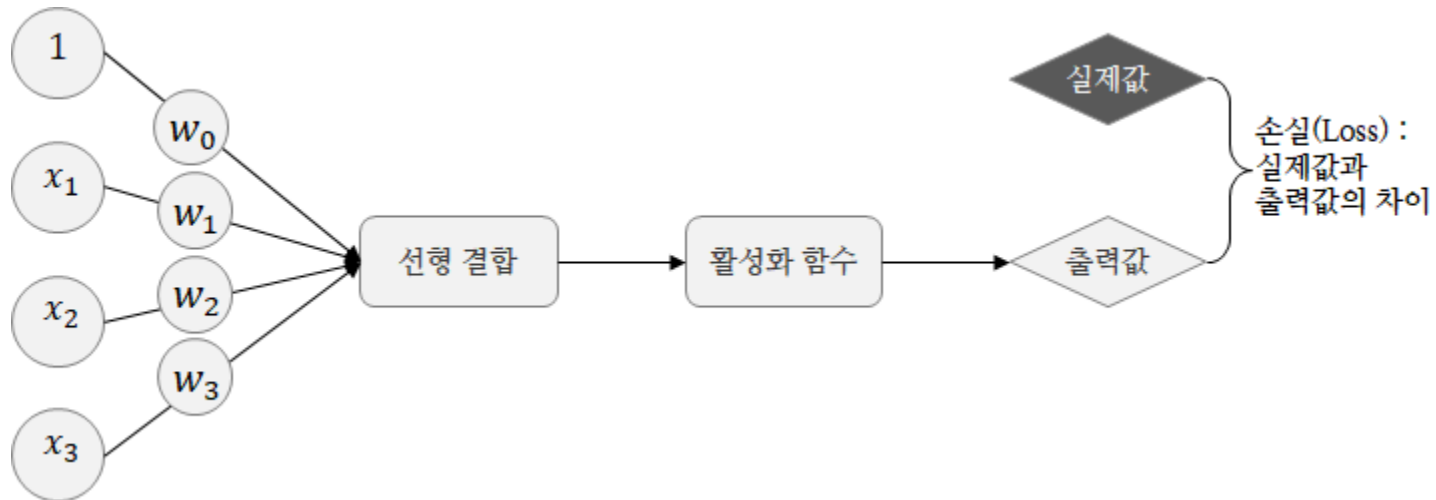 1
w₀
x₁
w₁
x₂
w₂
x₃
w₃
선형 결합
활성화 함수
실제값
출력값
손실(Loss) :
실제값과
출력값의 차이